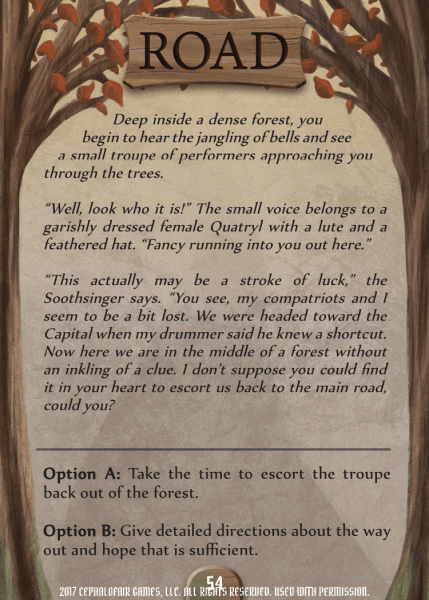 ROAD
Deep inside a dense forest, you
begin to hear the jangling of bells and see
a small troupe of performers approaching you
through the trees.
“Well, look who it is!” The small voice belongs to a
garishly dressed female Quatryl with a lute and a
feathered hat. “Fancy running into you out here.”
“This actually may be a stroke of luck,” the
Soothsinger says. “You see, my compatriots and I
seem to be a bit lost. We were headed toward the
Capital when my drummer said he knew a shortcut.
Now here we are in the middle of a forest without
an inkling of a clue. I don’t suppose you could find
it in your heart to escort us back to the main road,
could you?
Option A: Take the time to escort the troupe
back out of the forest.
Option B: Give detailed directions about the way
out and hope that is sufficient.
54
2017 CEPHALOFAIR GAMES, LLC. ALL RIGHTS RESERVED. USED WITH PERMISSION.